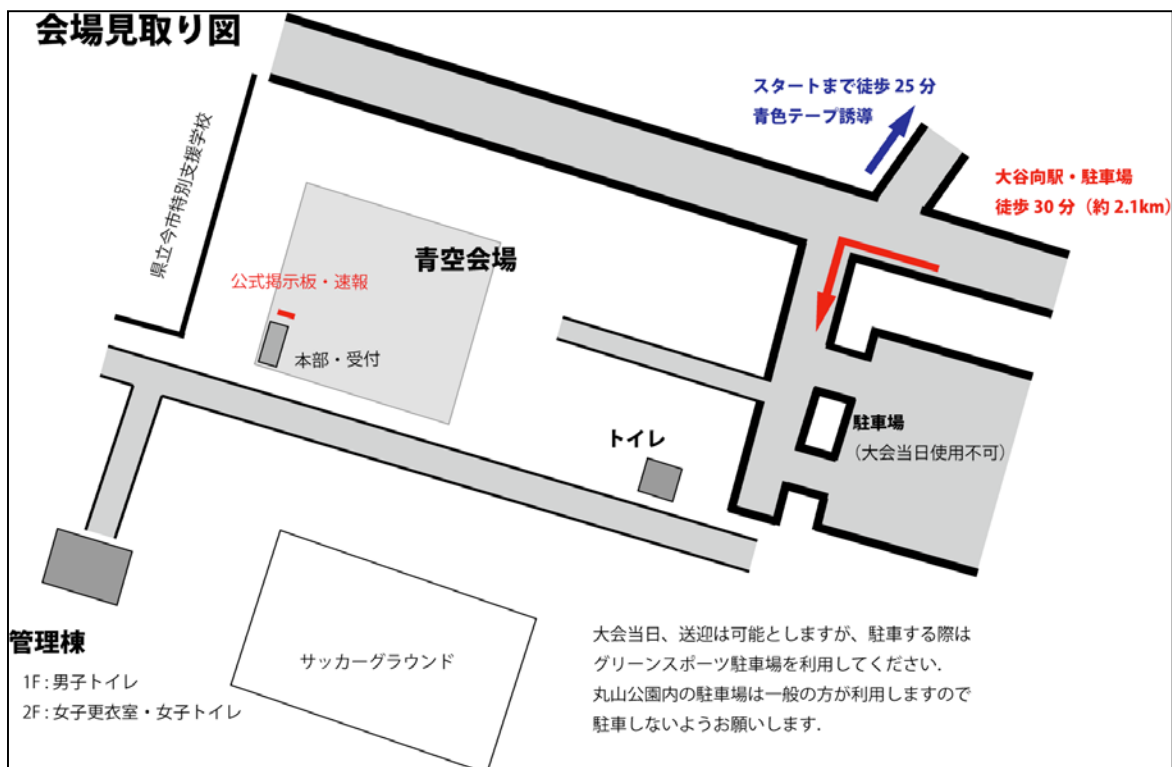 会場見取り図
スタートまで徒歩 25 分
青色テープ誘導
大谷向駅・駐車場
徒歩 30 分（約 2.1km）
県立今市特別支援学校
青空会場
公式掲示板・速報
本部・受付
トイレ
駐車場
（大会当日使用不可）
管理棟
1F : 男子トイレ
2F : 女子更衣室・女子トイレ
サッカーグラウンド
大会当日、送迎は可能としますが、駐車する際は
グリーンスポーツ駐車場を利用してください.
丸山公園内の駐車場は一般の方が利用しますので
駐車しないようお願いします.